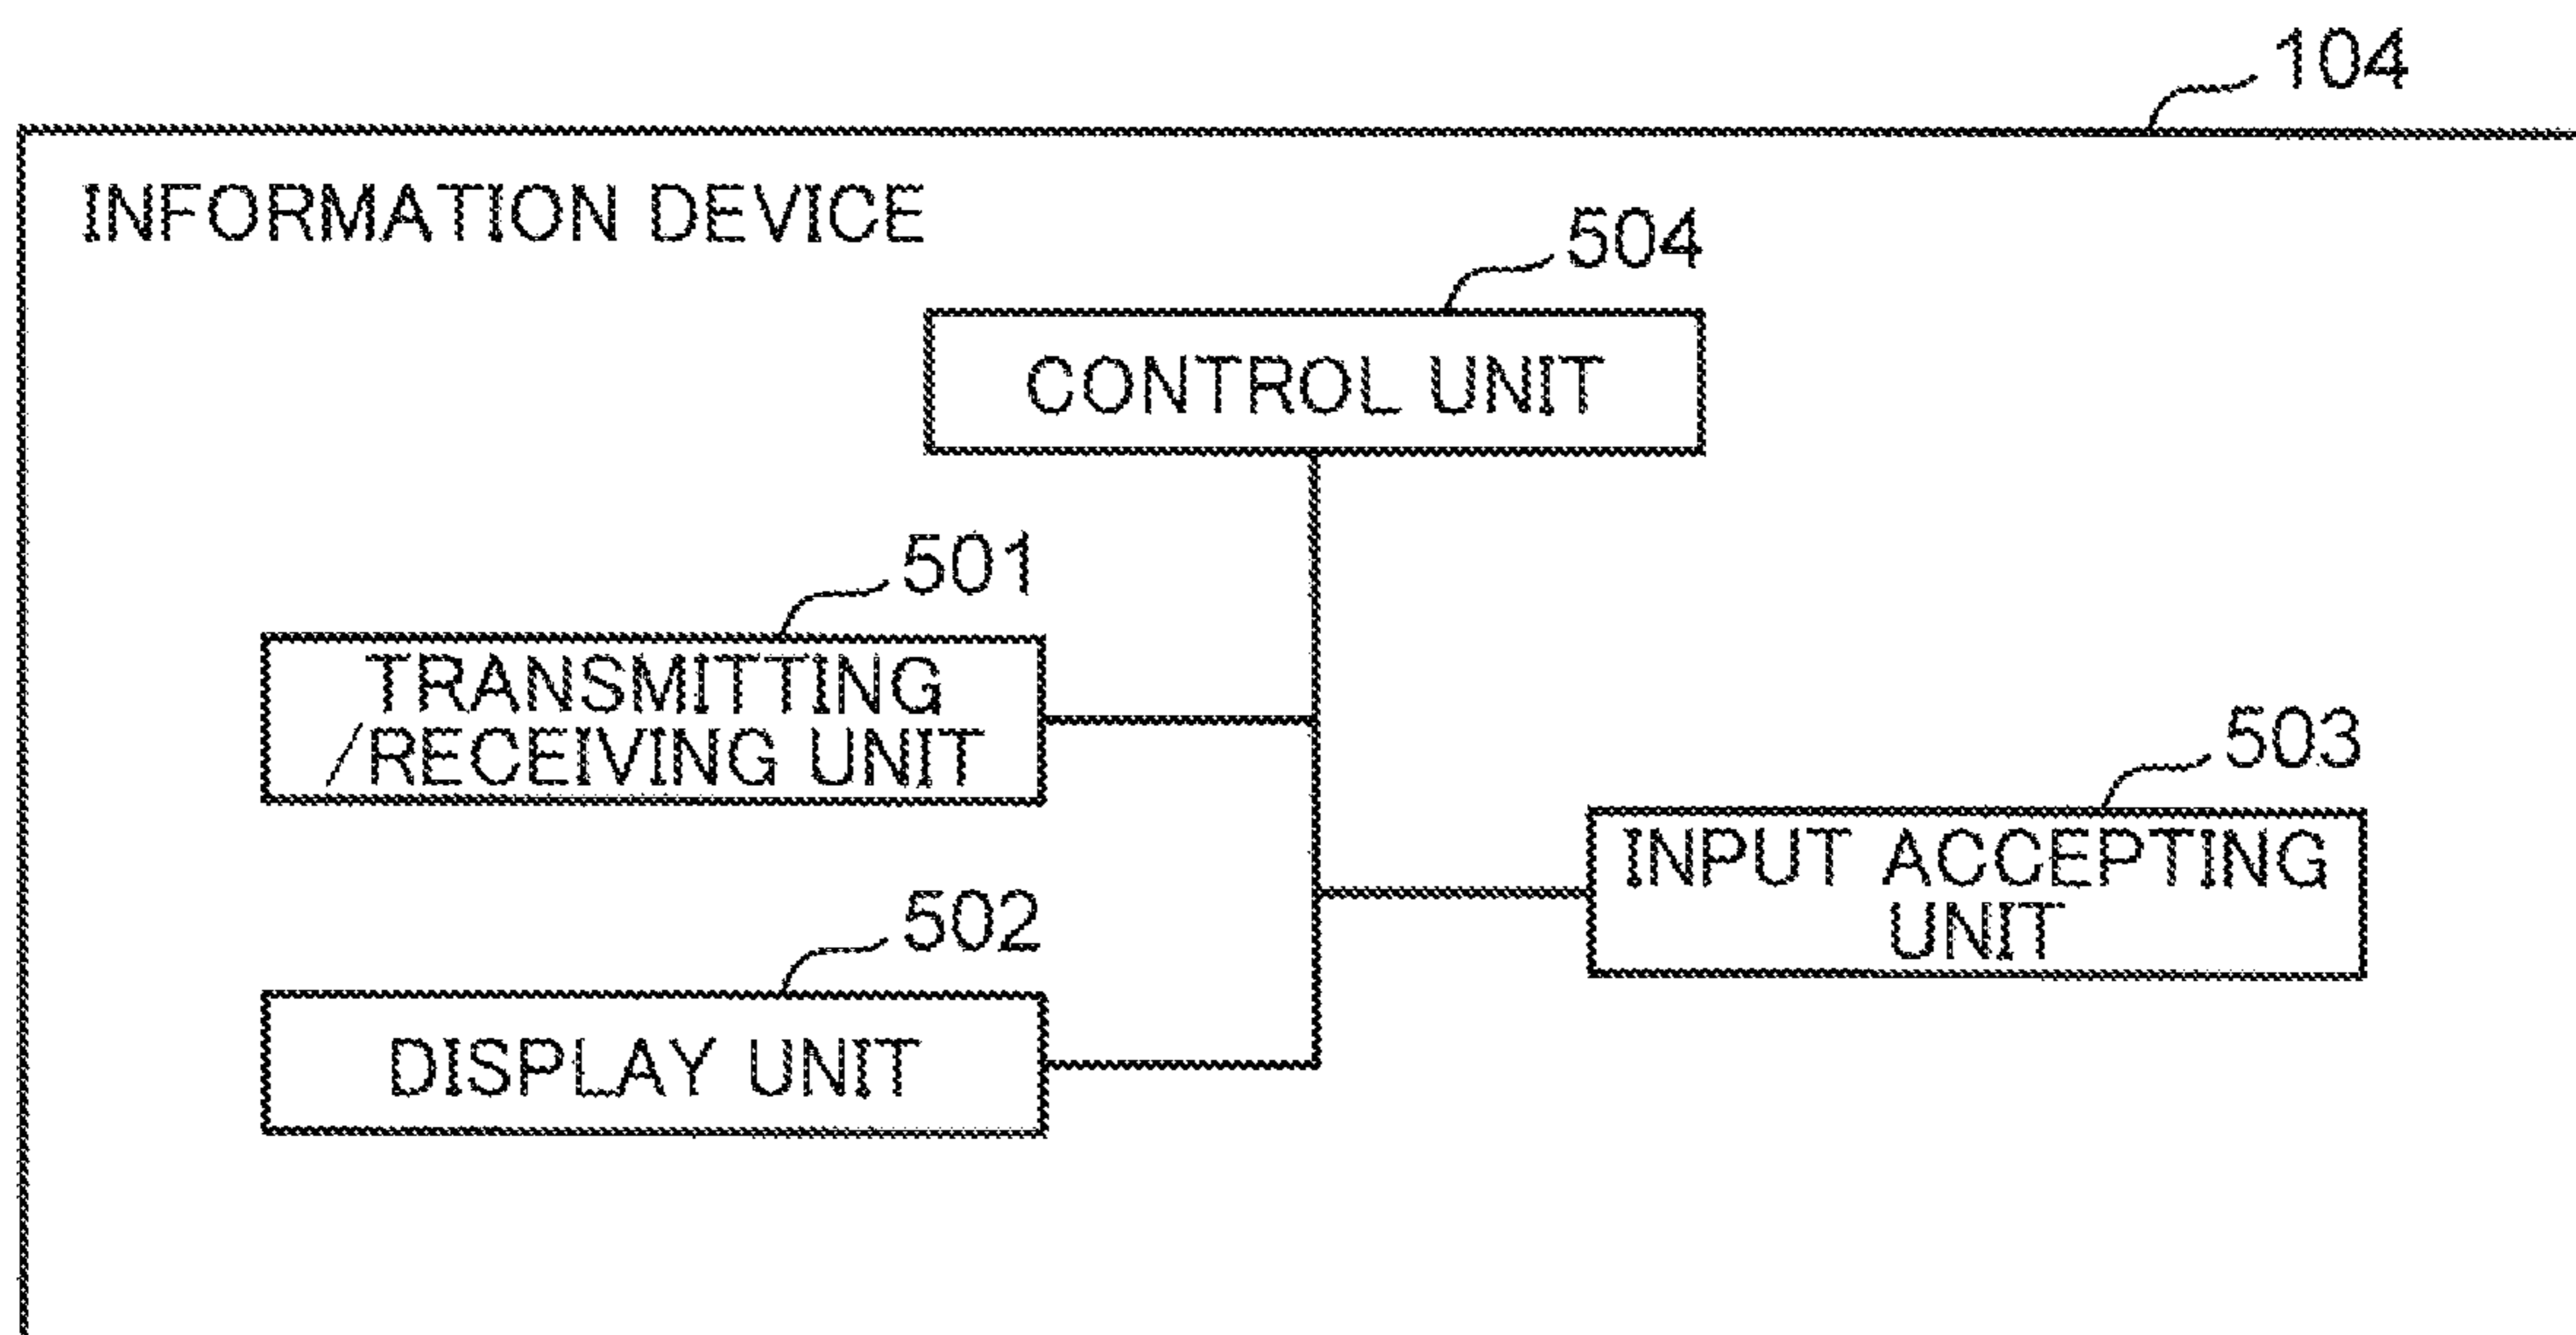 104
INFORMATION DEVICE
504
CONTROL UNIT
501
TRANSMITTING
/RECEIVING UNIT
503
INPUT ACCEPTING
UNIT
502
DISPLAY UNIT